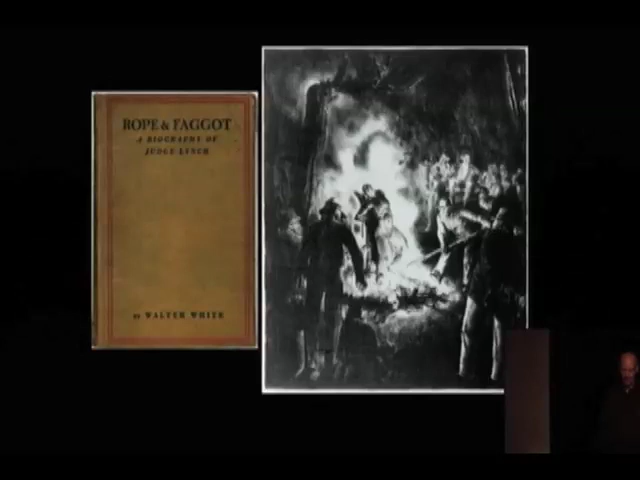 ROPE & FAGGOT
A BIOGRAPHY OF
JUDGE LYNCH
BY WALTER WHITE